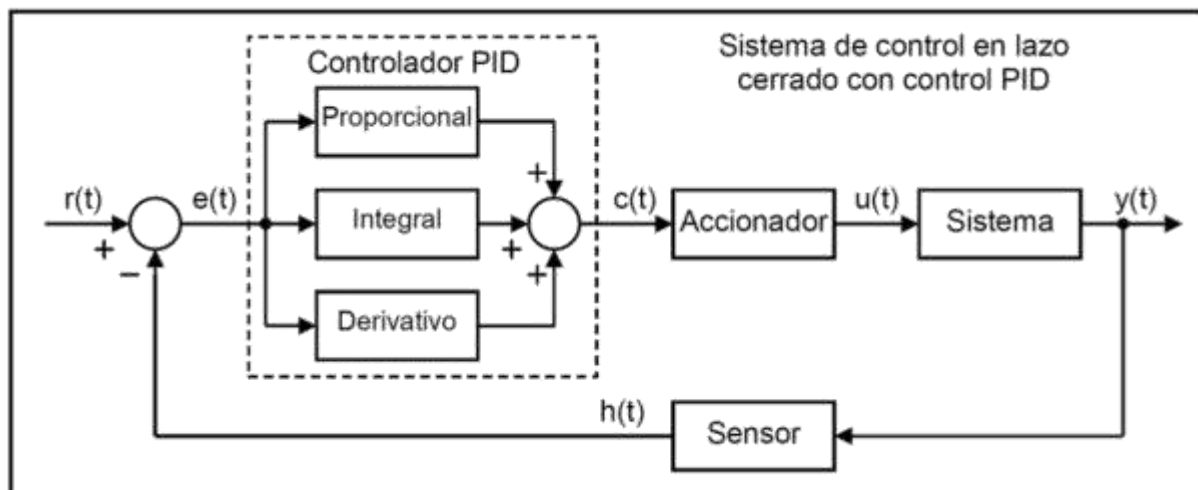 Sistema de control en lazo
cerrado con control PID
Controlador PID
Proporcional
+
r(t)
e(t)
Integral
c(t)
Accionador
u(t)
Sistema
y(t)
+
−
+
+
Derivativo
h(t)
Sensor